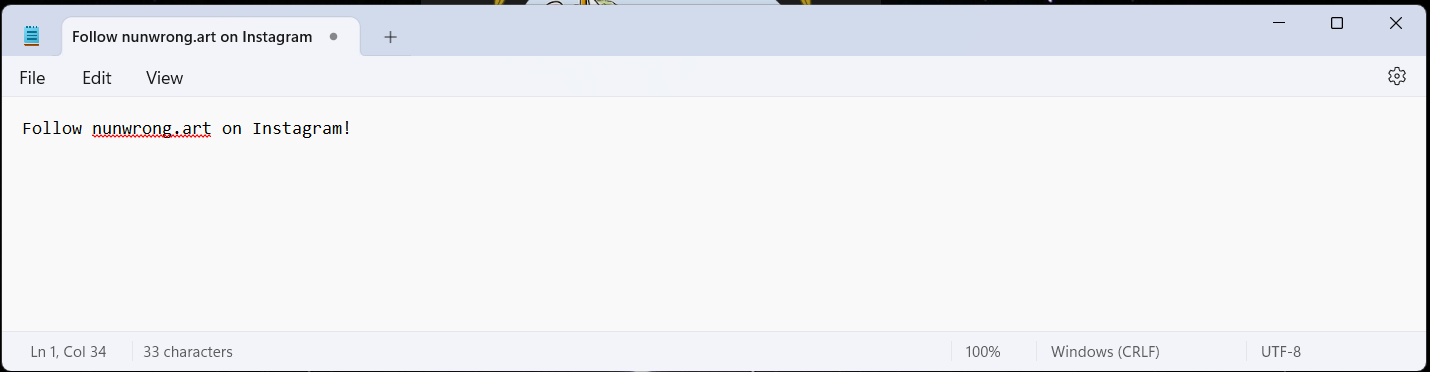 Follow nunwrong.art on Instagram
File Edit View
Follow nunwrong.art on Instagram!
Ln 1, Col 34 33 characters 100% Windows (CRLF) UTF-8